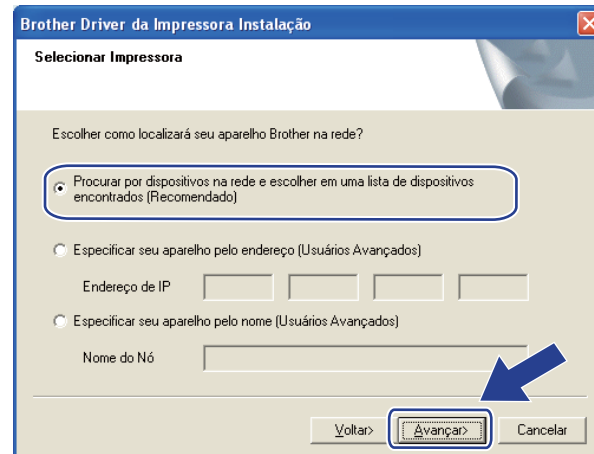 Brother Driver da Impressora Instalação
Selecionar Impressora
Escolher como localizará seu aparelho Brother na rede?
Procurar por dispositivos na rede e escolher em uma lista de dispositivos
encontrados (Recomendado)
Especificar seu aparelho pelo endereço (Usuários Avançados)
Endereço de IP
Especificar seu aparelho pelo nome (Usuários Avançados)
Nome do Nó
Voltar>
Avançar>
Cancelar